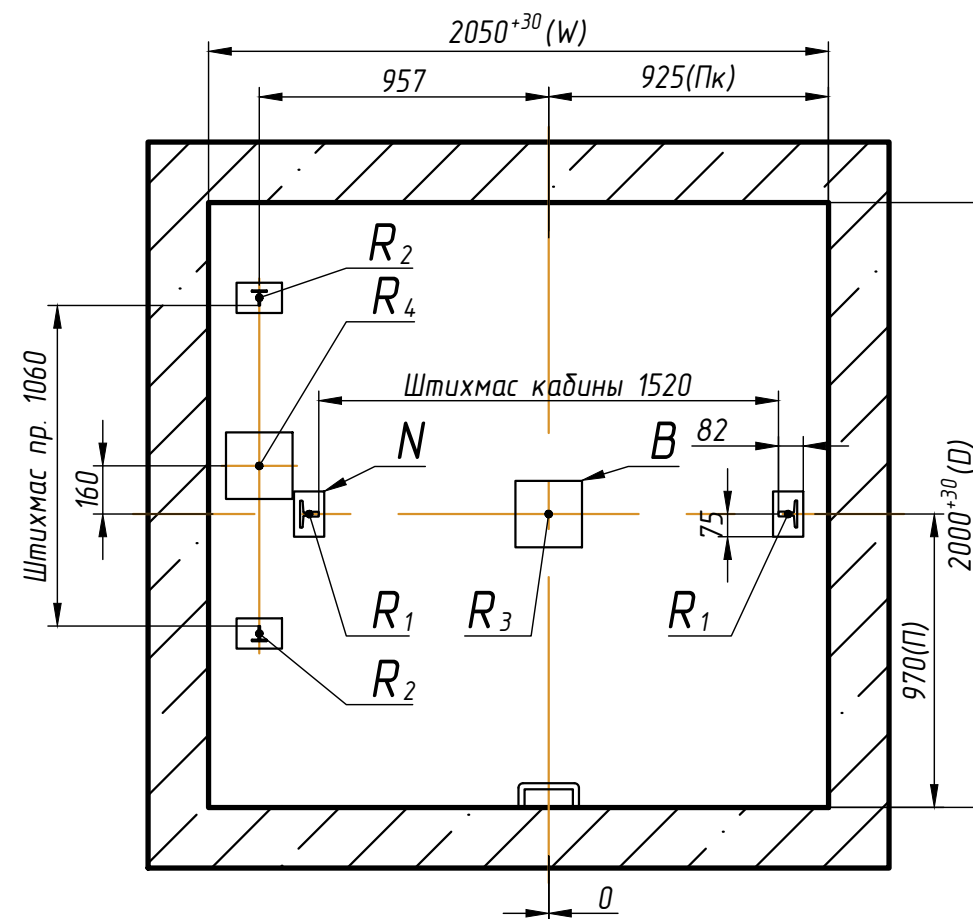 2050⁺³⁰(W)
957
925(Пк)
R₂
R₄
Штихмас кабины 1520
Штихмас пр. 1060
160
N
B
82
75
2000⁺³⁰(D)
R₁
R₃
R₁
R₂
970(П)
0